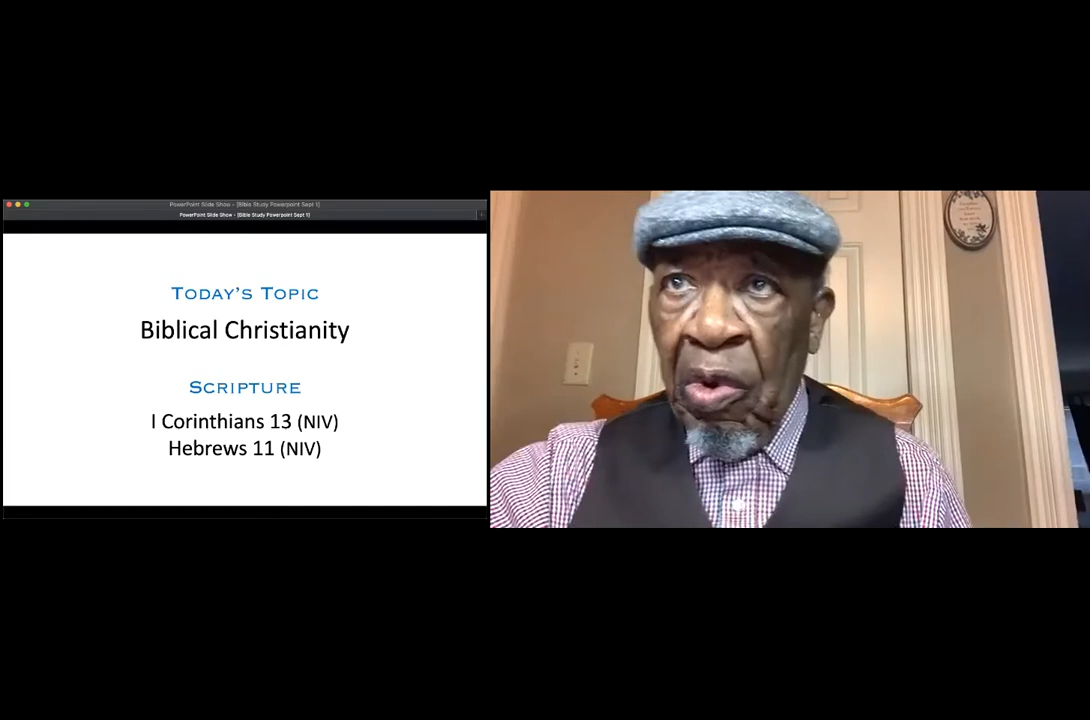 PowerPoint Slide Show - [Bible Study Powerpoint Sept 1]
PowerPoint Slide Show - [Bible Study Powerpoint Sept 1]
TODAY'S TOPIC
Biblical Christianity
SCRIPTURE
I Corinthians 13 (NIV)
Hebrews 11 (NIV)